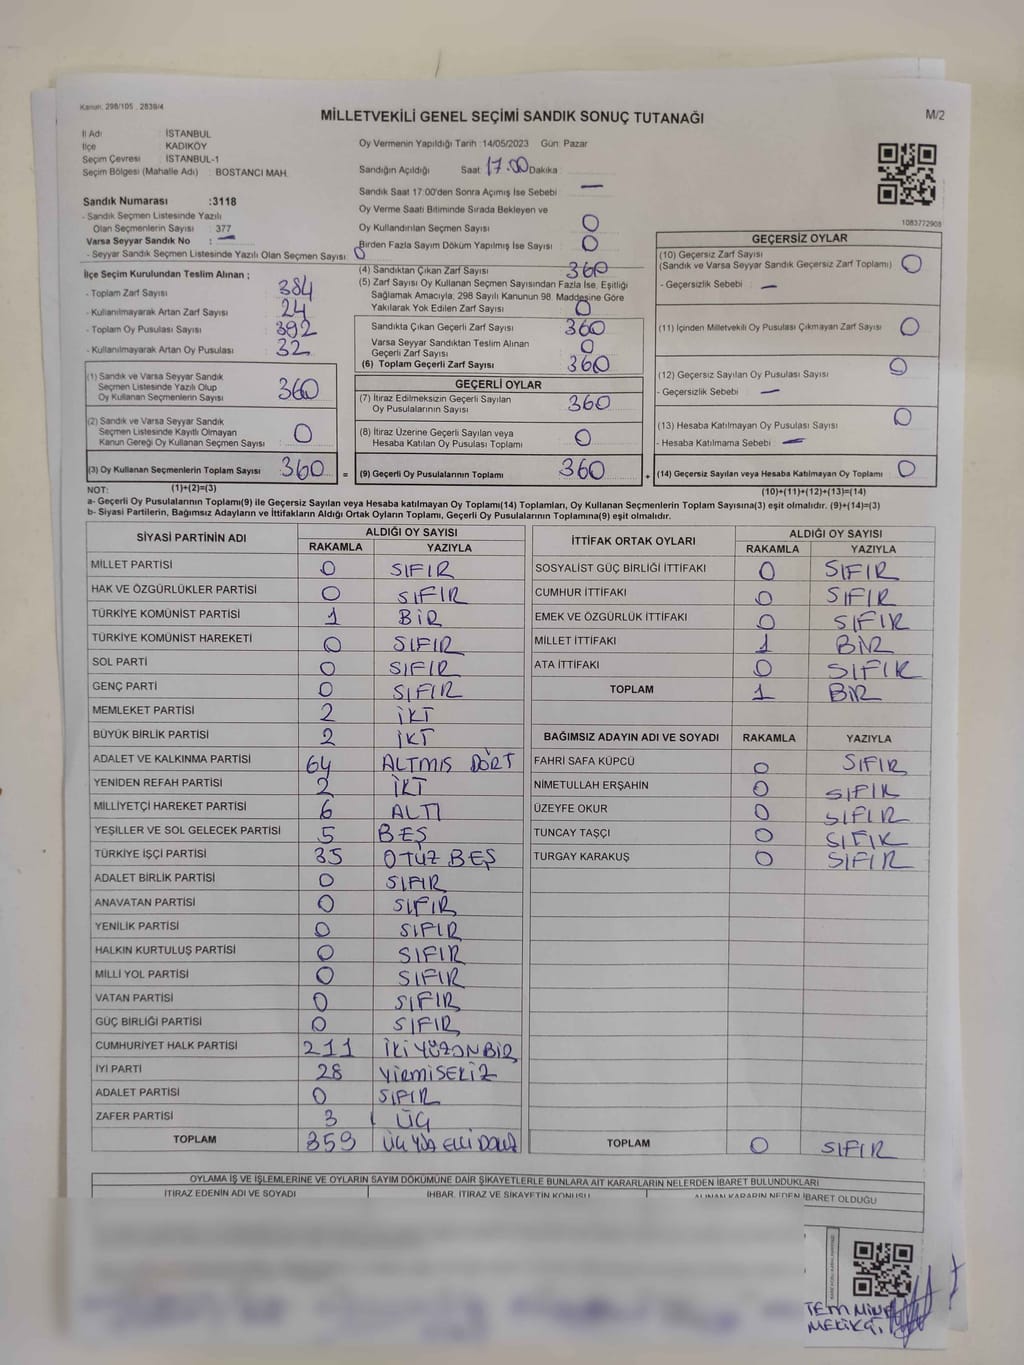 Kanun: 298/105 , 2839/4
MİLLETVEKİLİ GENEL SEÇİMİ SANDIK SONUÇ TUTANAĞI
M/2
İl Adı : İSTANBUL
İlçe : KADIKÖY
Seçim Çevresi : İSTANBUL-1
Seçim Bölgesi (Mahalle Adı) : BOSTANCI MAH.
Oy Vermenin Yapıldığı Tarih : 14/05/2023 Gün: Pazar
Sandığın Açıldığı Saat: 17.00 Dakika :
Sandık Saat 17:00'den Sonra Açımış İse Sebebi : —
Oy Verme Saati Bitiminde Sırada Bekleyen ve
Oy Kullandırılan Seçmen Sayısı : 0
Birden Fazla Sayım Döküm Yapılmış İse Sayısı : 0
1083772908
Sandık Numarası :3118
- Sandık Seçmen Listesinde Yazılı
Olan Seçmenlerin Sayısı : 377
Varsa Seyyar Sandık No : —
- Seyyar Sandık Seçmen Listesinde Yazılı Olan Seçmen Sayısı: 0
İlçe Seçim Kurulundan Teslim Alınan ;
- Toplam Zarf Sayısı : 384
- Kullanılmayarak Artan Zarf Sayısı : 24
- Toplam Oy Pusulası Sayısı : 392
- Kullanılmayarak Artan Oy Pusulası : 32
(1) Sandık ve Varsa Seyyar Sandık
Seçmen Listesinde Yazılı Olup
Oy Kullanan Seçmenlerin Sayısı : 360
(2) Sandık ve Varsa Seyyar Sandık
Seçmen Listesinde Kayıtlı Olmayan
Kanun Gereği Oy Kullanan Seçmen Sayısı : 0
(3) Oy Kullanan Seçmenlerin Toplam Sayısı : 360
(1)+(2)=(3)
(4) Sandıktan Çıkan Zarf Sayısı : 360
(5) Zarf Sayısı Oy Kullanan Seçmen Sayısından Fazla İse, Eşitliği
Sağlamak Amacıyla; 298 Sayılı Kanunun 98. Maddesine Göre
Yakılarak Yok Edilen Zarf Sayısı : 0
Sandıkta Çıkan Geçerli Zarf Sayısı : 360
Varsa Seyyar Sandıktan Teslim Alınan
Geçerli Zarf Sayısı : 0
(6) Toplam Geçerli Zarf Sayısı : 360
GEÇERLİ OYLAR
(7) İtiraz Edilmeksizin Geçerli Sayılan
Oy Pusulalarının Sayısı : 360
(8) İtiraz Üzerine Geçerli Sayılan veya
Hesaba Katılan Oy Pusulası Toplamı : 0
= (9) Geçerli Oy Pusulalarının Toplamı : 360
GEÇERSİZ OYLAR
(10) Geçersiz Zarf Sayısı
(Sandık ve Varsa Seyyar Sandık Geçersiz Zarf Toplamı) : 0
- Geçersizlik Sebebi : —
(11) İçinden Milletvekili Oy Pusulası Çıkmayan Zarf Sayısı : 0
(12) Geçersiz Sayılan Oy Pusulası Sayısı : 0
- Geçersizlik Sebebi : —
(13) Hesaba Katılmayan Oy Pusulası Sayısı : 0
- Hesaba Katılmama Sebebi : —
+ (14) Geçersiz Sayılan veya Hesaba Katılmayan Oy Toplamı : 0
(10)+(11)+(12)+(13)=(14)
NOT:
a- Geçerli Oy Pusulalarının Toplamı(9) ile Geçersiz Sayılan veya Hesaba katılmayan Oy Toplamı(14) Toplamları, Oy Kullanan Seçmenlerin Toplam Sayısına(3) eşit olmalıdır. (9)+(14)=(3)
b- Siyasi Partilerin, Bağımsız Adayların ve İttifakların Aldığı Ortak Oyların Toplamı, Geçerli Oy Pusulalarının Toplamına(9) eşit olmalıdır.
SİYASİ PARTİNİN ADI ALDIĞI OY SAYISI
RAKAMLA YAZIYLA
MİLLET PARTİSİ 0 SIFIR
HAK VE ÖZGÜRLÜKLER PARTİSİ 0 SIFIR
TÜRKİYE KOMÜNİST PARTİSİ 1 BİR
TÜRKİYE KOMÜNİST HAREKETİ 0 SIFIR
SOL PARTİ 0 SIFIR
GENÇ PARTİ 0 SIFIR
MEMLEKET PARTİSİ 2 İKİ
BÜYÜK BİRLİK PARTİSİ 2 İKİ
ADALET VE KALKINMA PARTİSİ 64 ALTMIŞ DÖRT
YENİDEN REFAH PARTİSİ 2 İKİ
MİLLİYETÇİ HAREKET PARTİSİ 6 ALTI
YEŞİLLER VE SOL GELECEK PARTİSİ 5 BEŞ
TÜRKİYE İŞÇİ PARTİSİ 35 OTUZ BEŞ
ADALET BİRLİK PARTİSİ 0 SIFIR
ANAVATAN PARTİSİ 0 SIFIR
YENİLİK PARTİSİ 0 SIFIR
HALKIN KURTULUŞ PARTİSİ 0 SIFIR
MİLLİ YOL PARTİSİ 0 SIFIR
VATAN PARTİSİ 0 SIFIR
GÜÇ BİRLİĞİ PARTİSİ 0 SIFIR
CUMHURİYET HALK PARTİSİ 211 İKİ YÜZ ON BİR
İYİ PARTİ 28 YİRMİ SEKİZ
ADALET PARTİSİ 0 SIFIR
ZAFER PARTİSİ 3 ÜÇ
TOPLAM 359 ÜÇ YÜZ ELLİ DOKUZ
İTTİFAK ORTAK OYLARI ALDIĞI OY SAYISI
RAKAMLA YAZIYLA
SOSYALİST GÜÇ BİRLİĞİ İTTİFAKI 0 SIFIR
CUMHUR İTTİFAKI 0 SIFIR
EMEK VE ÖZGÜRLÜK İTTİFAKI 0 SIFIR
MİLLET İTTİFAKI 1 BİR
ATA İTTİFAKI 0 SIFIR
TOPLAM 1 BİR
BAĞIMSIZ ADAYIN ADI VE SOYADI RAKAMLA YAZIYLA
FAHRİ SAFA KÜPCÜ 0 SIFIR
NİMETULLAH ERŞAHİN 0 SIFIR
ÜZEYFE OKUR 0 SIFIR
TUNCAY TAŞÇI 0 SIFIR
TURGAY KARAKUŞ 0 SIFIR
TOPLAM 0 SIFIR
OYLAMA İŞ VE İŞLEMLERİNE VE OYLARIN SAYIM DÖKÜMÜNE DAİR ŞİKAYETLERLE BUNLARA AİT KARARLARIN NELERDEN İBARET BULUNDUKLARI
İTİRAZ EDENİN ADI VE SOYADI İHBAR, İTİRAZ VE ŞİKAYETİN KONUSU ALINAN KARARIN NEDEN İBARET OLDUĞU